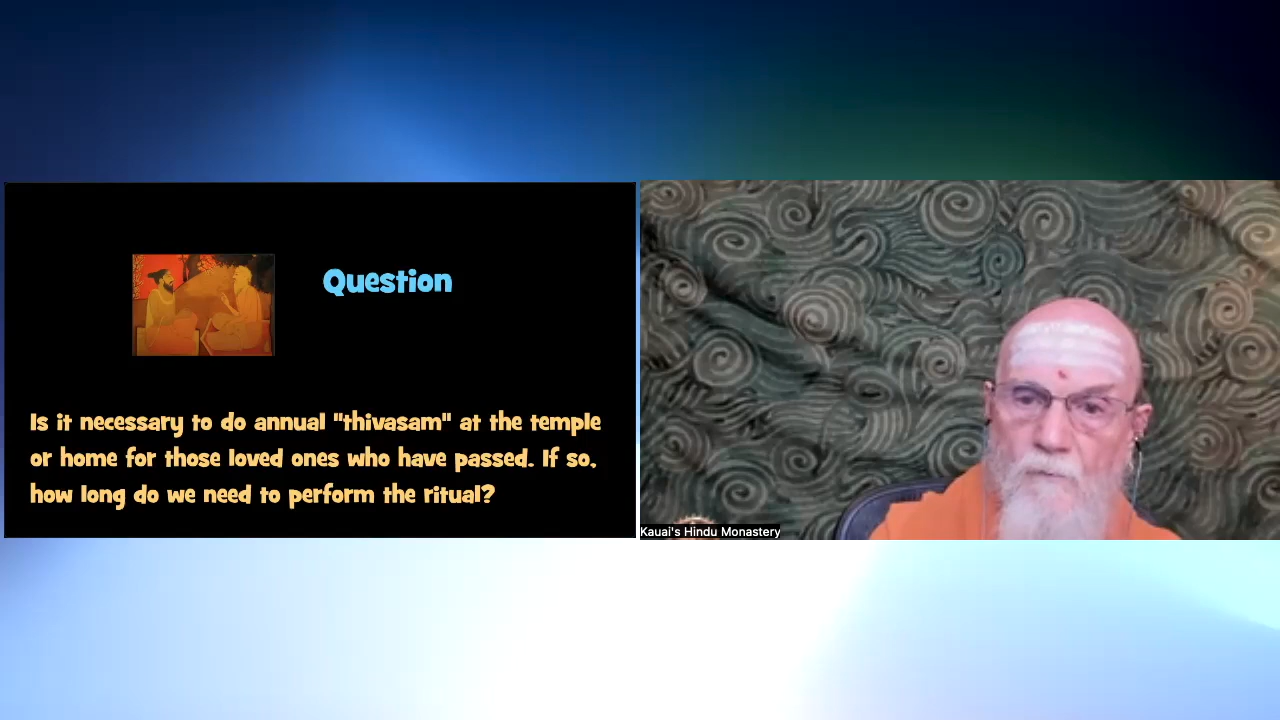 Question
Is it necessary to do annual "thivasam" at the temple
or home for those loved ones who have passed. If so,
how long do we need to perform the ritual?
Kauai's Hindu Monastery